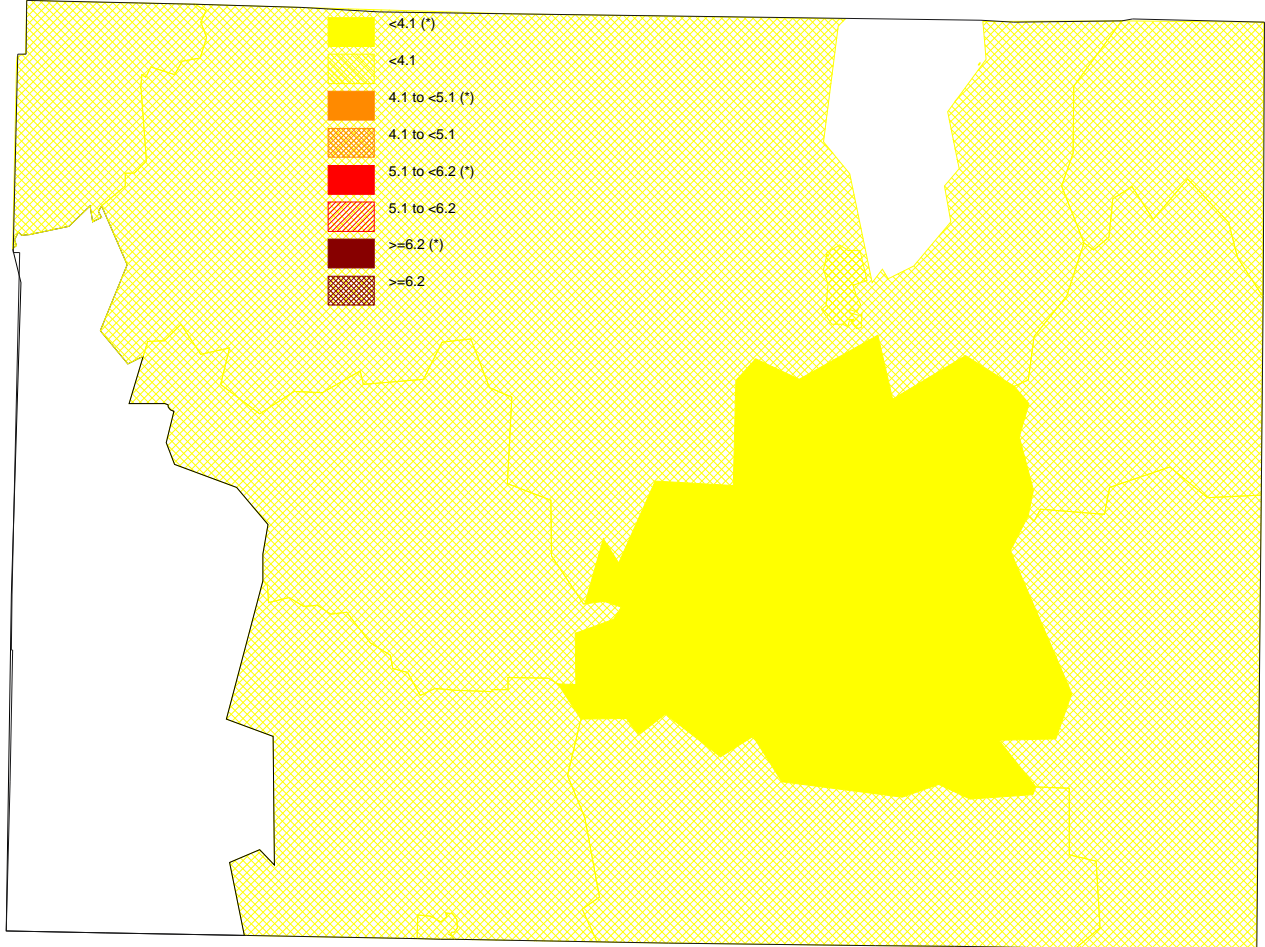 <4.1 (*)
<4.1
4.1 to <5.1 (*)
4.1 to <5.1
5.1 to <6.2 (*)
5.1 to <6.2
>=6.2 (*)
>=6.2